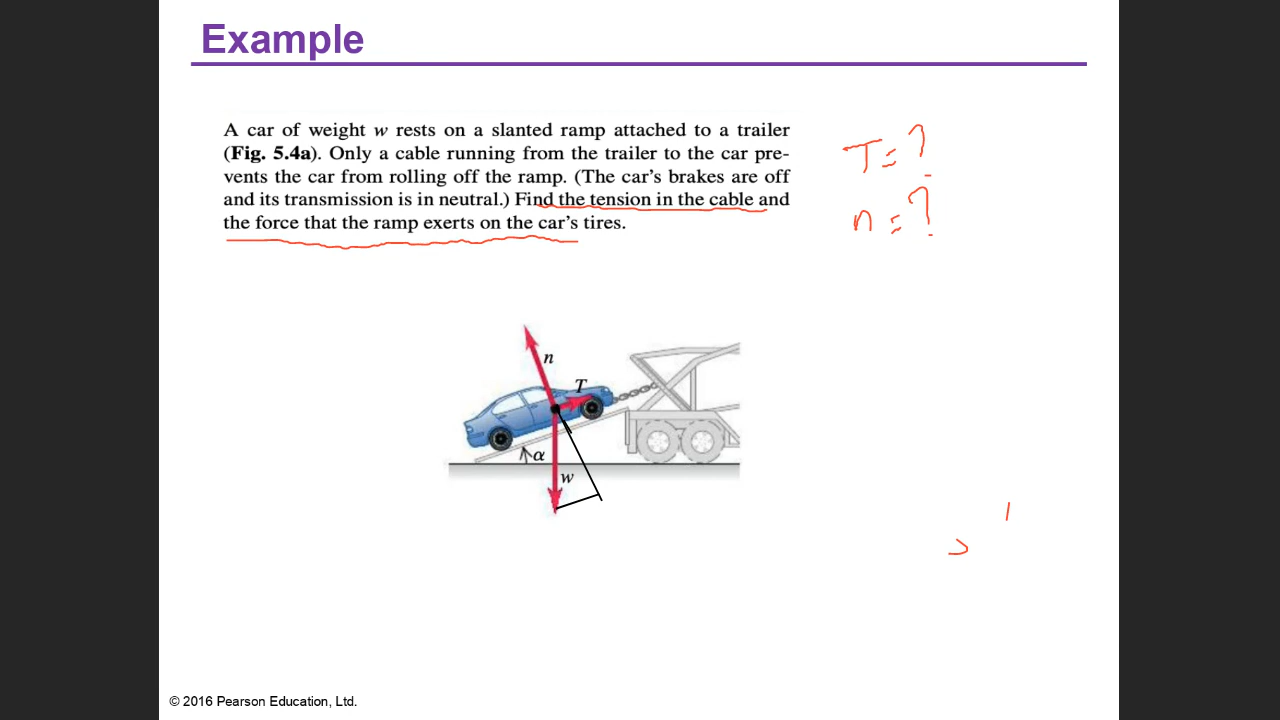 Example
A car of weight w rests on a slanted ramp attached to a trailer
(Fig. 5.4a). Only a cable running from the trailer to the car pre-
vents the car from rolling off the ramp. (The car's brakes are off
and its transmission is in neutral.) Find the tension in the cable and
the force that the ramp exerts on the car's tires.
T = ?
n = ?
n
T
α
w
© 2016 Pearson Education, Ltd.